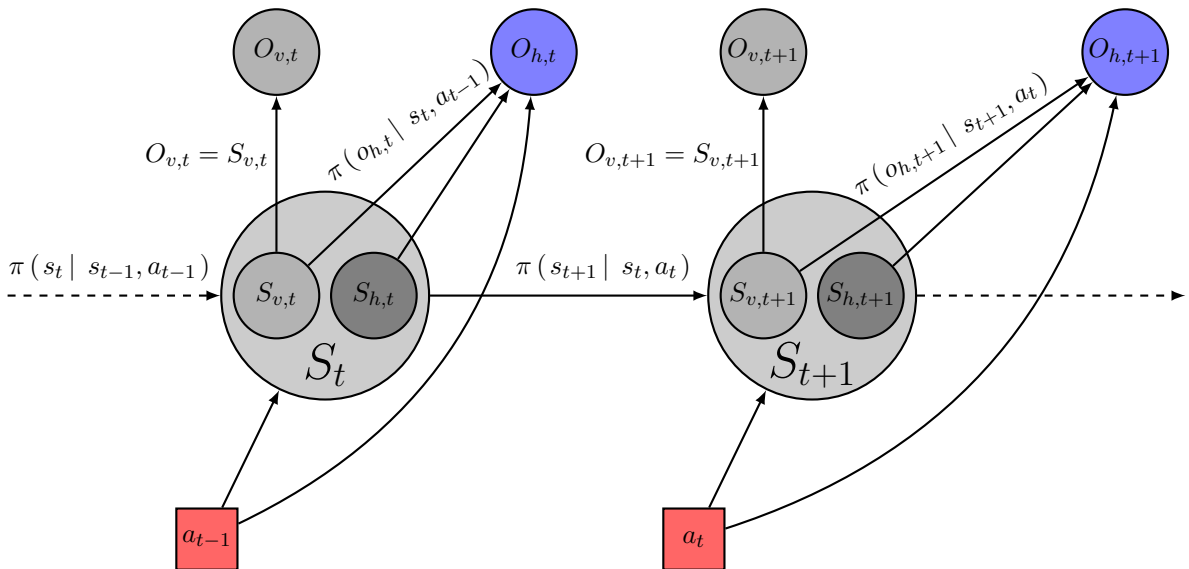 O_{v,t}
O_{h,t}
O_{v,t+1}
O_{h,t+1}
π(o_{h,t} | s_t, a_{t−1})
π(o_{h,t+1} | s_{t+1}, a_t)
O_{v,t} = S_{v,t}
O_{v,t+1} = S_{v,t+1}
π(s_t | s_{t−1}, a_{t−1})
π(s_{t+1} | s_t, a_t)
S_{v,t}
S_{h,t}
S_{v,t+1}
S_{h,t+1}
S_t
S_{t+1}
a_{t−1}
a_t